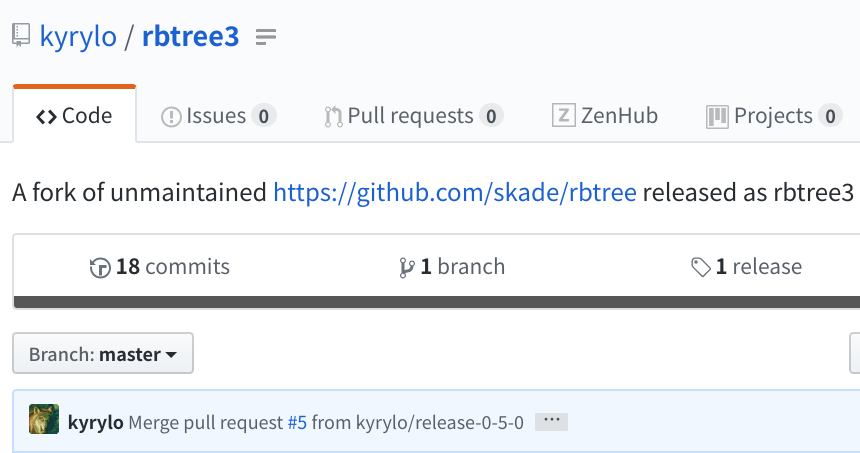 kyrylo / rbtree3
Code Issues 0 Pull requests 0 Z ZenHub Projects 0
A fork of unmaintained https://github.com/skade/rbtree released as rbtree3
18 commits 1 branch 1 release
Branch: master
kyrylo Merge pull request #5 from kyrylo/release-0-5-0 ...